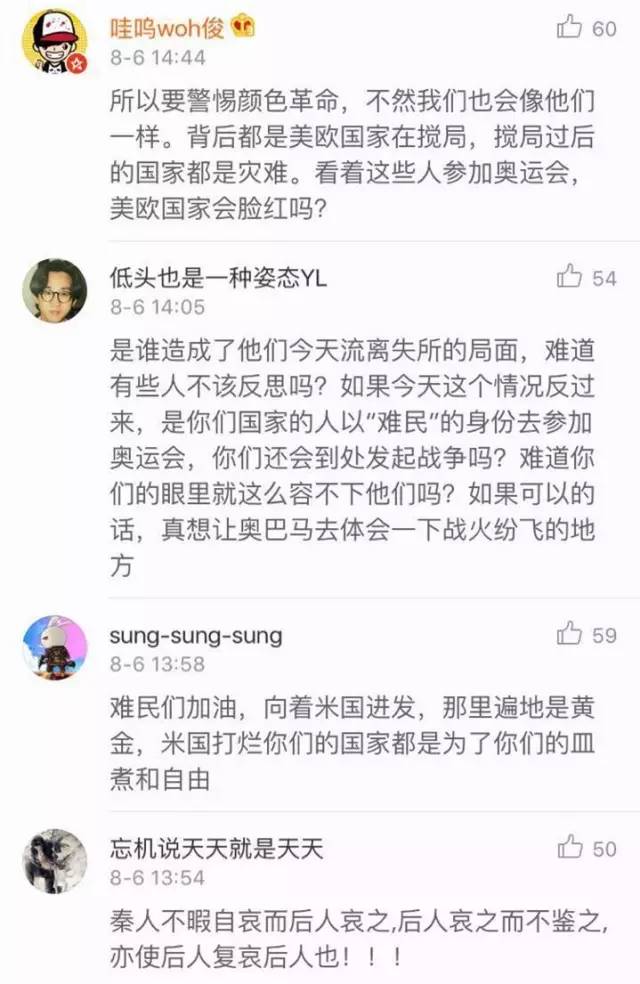 哇呜woh俊
60
8-6 14:44
所以要警惕颜色革命，不然我们也会像他们
一样。背后都是美欧国家在搅局，搅局过后
的国家都是灾难。看着这些人参加奥运会，
美欧国家会脸红吗？
低头也是一种姿态YL
54
8-6 14:05
是谁造成了他们今天流离失所的局面，难道
有些人不该反思吗？如果今天这个情况反过
来，是你们国家的人以“难民”的身份去参加
奥运会，你们还会到处发起战争吗？难道你
们的眼里就这么容不下他们吗？如果可以的
话，真想让奥巴马去体会一下战火纷飞的地
方
sung-sung-sung
59
8-6 13:58
难民们加油，向着米国进发，那里遍地是黄
金，米国打烂你们的国家都是为了你们的皿
煮和自由
忘机说天天就是天天
50
8-6 13:54
秦人不暇自哀而后人哀之,后人哀之而不鉴之,
亦使后人复哀后人也！！！